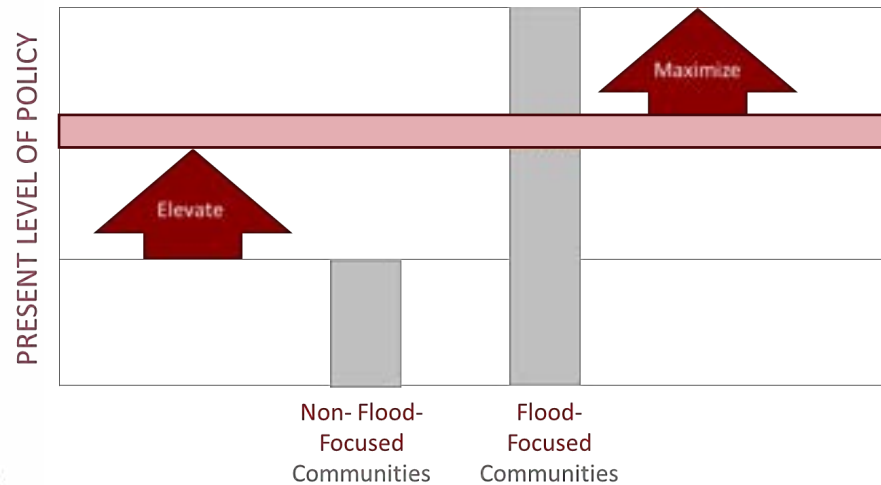 PRESENT LEVEL OF POLICY
Maximize
Elevate
Non- Flood-
Focused
Communities
Flood-
Focused
Communities